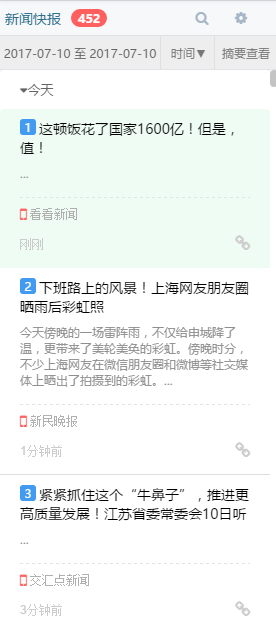 新闻快报 452
2017-07-10 至 2017-07-10 时间▼ 摘要查看
今天
1 这顿饭花了国家1600亿！但是，
值！
...
看看新闻
刚刚
2 下班路上的风景！上海网友朋友圈
晒雨后彩虹照
今天傍晚的一场雷阵雨，不仅给申城降了
温，更带来了美轮美奂的彩虹。傍晚时分，
不少上海网友在微信朋友圈和微博等社交媒
体上晒出了拍摄到的彩虹。...
新民晚报
1分钟前
3 紧紧抓住这个“牛鼻子”，推进更
高质量发展！江苏省委常委会10日听
...
交汇点新闻
3分钟前